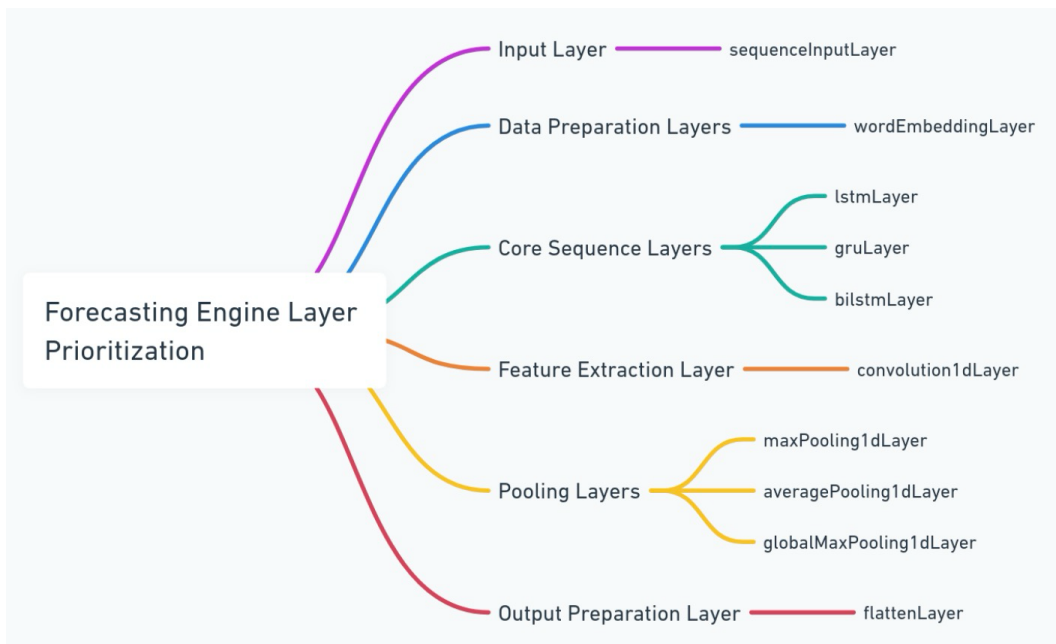 Forecasting Engine Layer
Prioritization
Input Layer
sequenceInputLayer
Data Preparation Layers
wordEmbeddingLayer
Core Sequence Layers
lstmLayer
gruLayer
bilstmLayer
Feature Extraction Layer
convolution1dLayer
Pooling Layers
maxPooling1dLayer
averagePooling1dLayer
globalMaxPooling1dLayer
Output Preparation Layer
flattenLayer